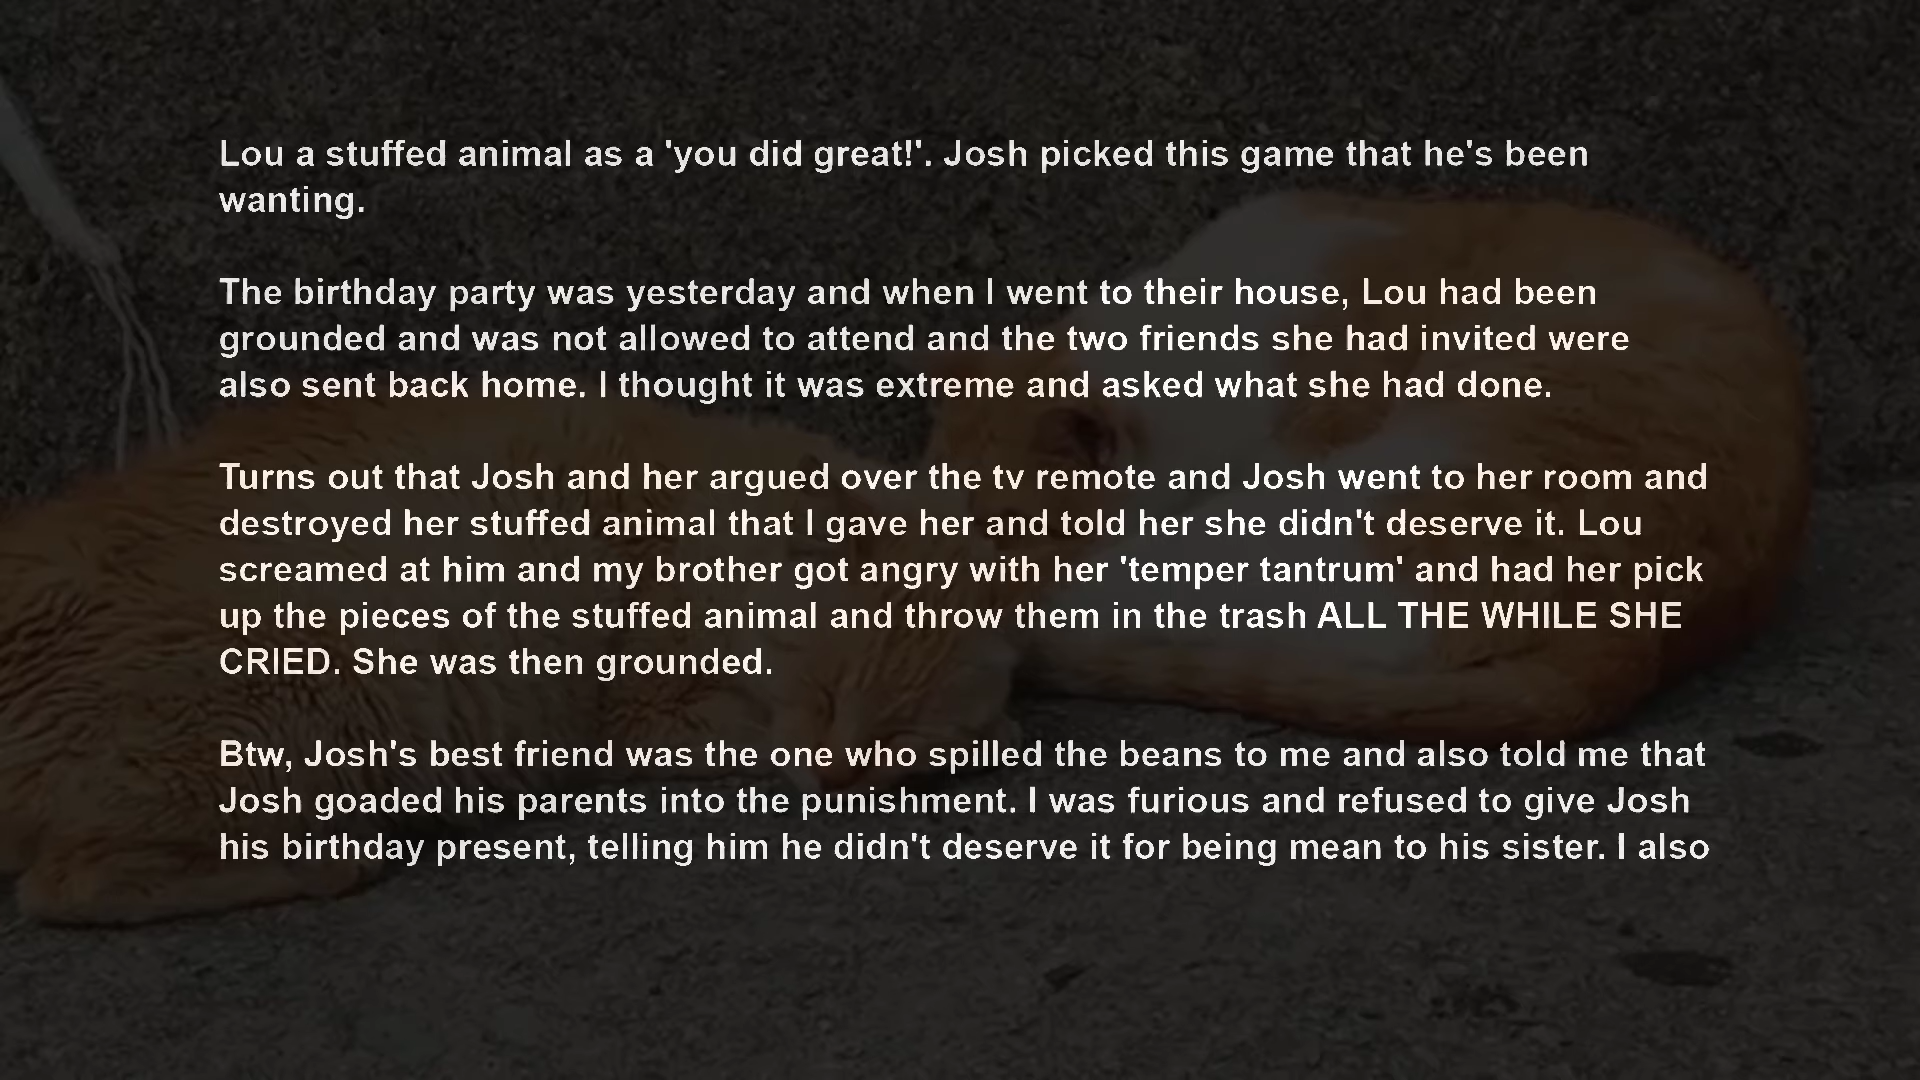 Lou a stuffed animal as a 'you did great!'. Josh picked this game that he's been
wanting.
The birthday party was yesterday and when I went to their house, Lou had been
grounded and was not allowed to attend and the two friends she had invited were
also sent back home. I thought it was extreme and asked what she had done.
Turns out that Josh and her argued over the tv remote and Josh went to her room and
destroyed her stuffed animal that I gave her and told her she didn't deserve it. Lou
screamed at him and my brother got angry with her 'temper tantrum' and had her pick
up the pieces of the stuffed animal and throw them in the trash ALL THE WHILE SHE
CRIED. She was then grounded.
Btw, Josh's best friend was the one who spilled the beans to me and also told me that
Josh goaded his parents into the punishment. I was furious and refused to give Josh
his birthday present, telling him he didn't deserve it for being mean to his sister. I also